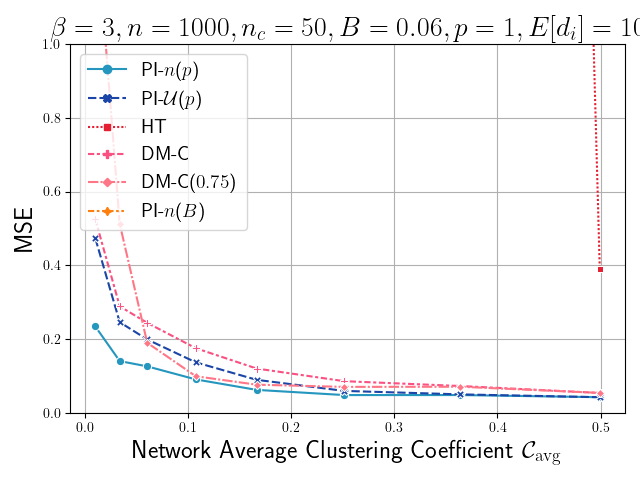 β = 3, n = 1000, n_c = 50, B = 0.06, p = 1, E[d_i] = 10
1.0
0.8
0.6
0.4
0.2
0.0
MSE
PI-n(p)
PI-𝒰(p)
HT
DM-C
DM-C(0.75)
PI-n(B)
0.0 0.1 0.2 0.3 0.4 0.5
Network Average Clustering Coefficient 𝒞_avg